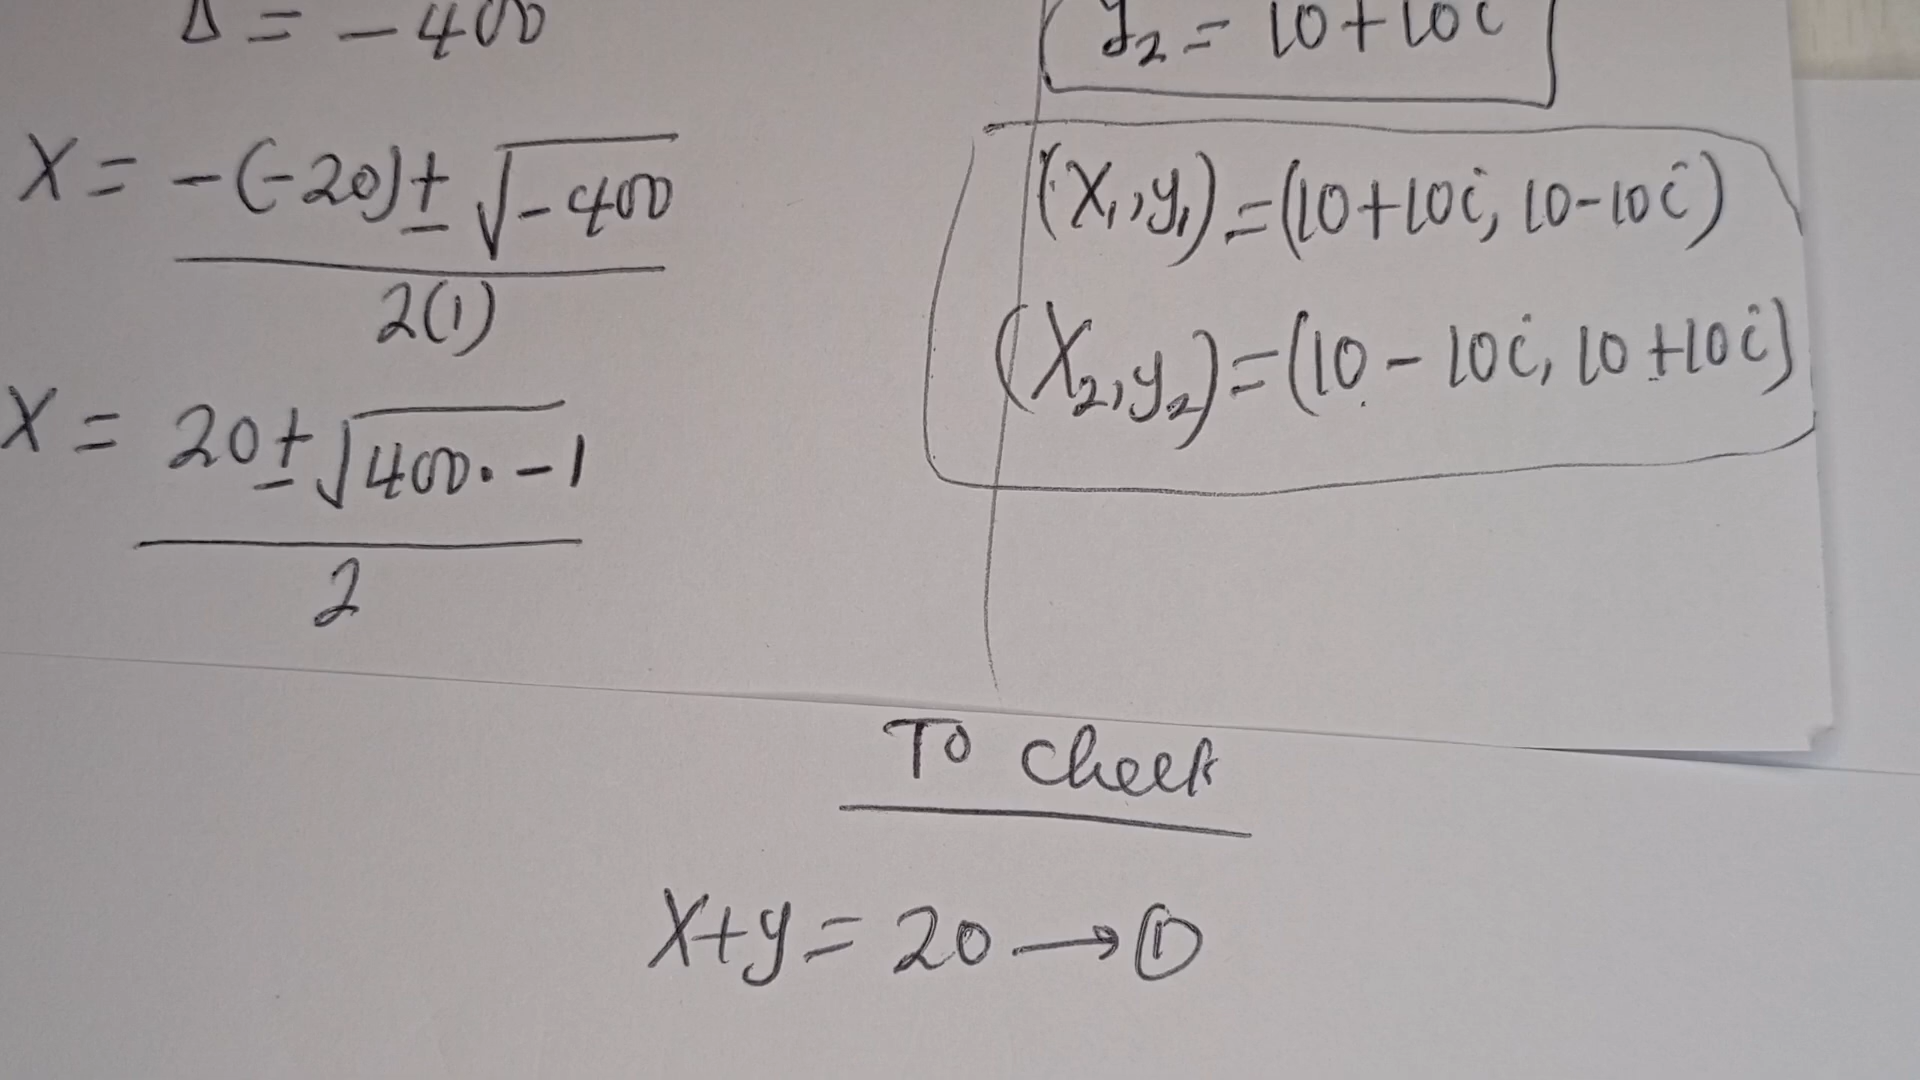 Δ = -400
X = -(-20) ± √-400
2(1)
X = 20 ± √400. -1
2
y₂ = 10 + 10i
(X₁, y₁) = (10 + 10i, 10 - 10i)
(X₂, y₂) = (10 - 10i, 10 + 10i)
To check
X + y = 20 → ①